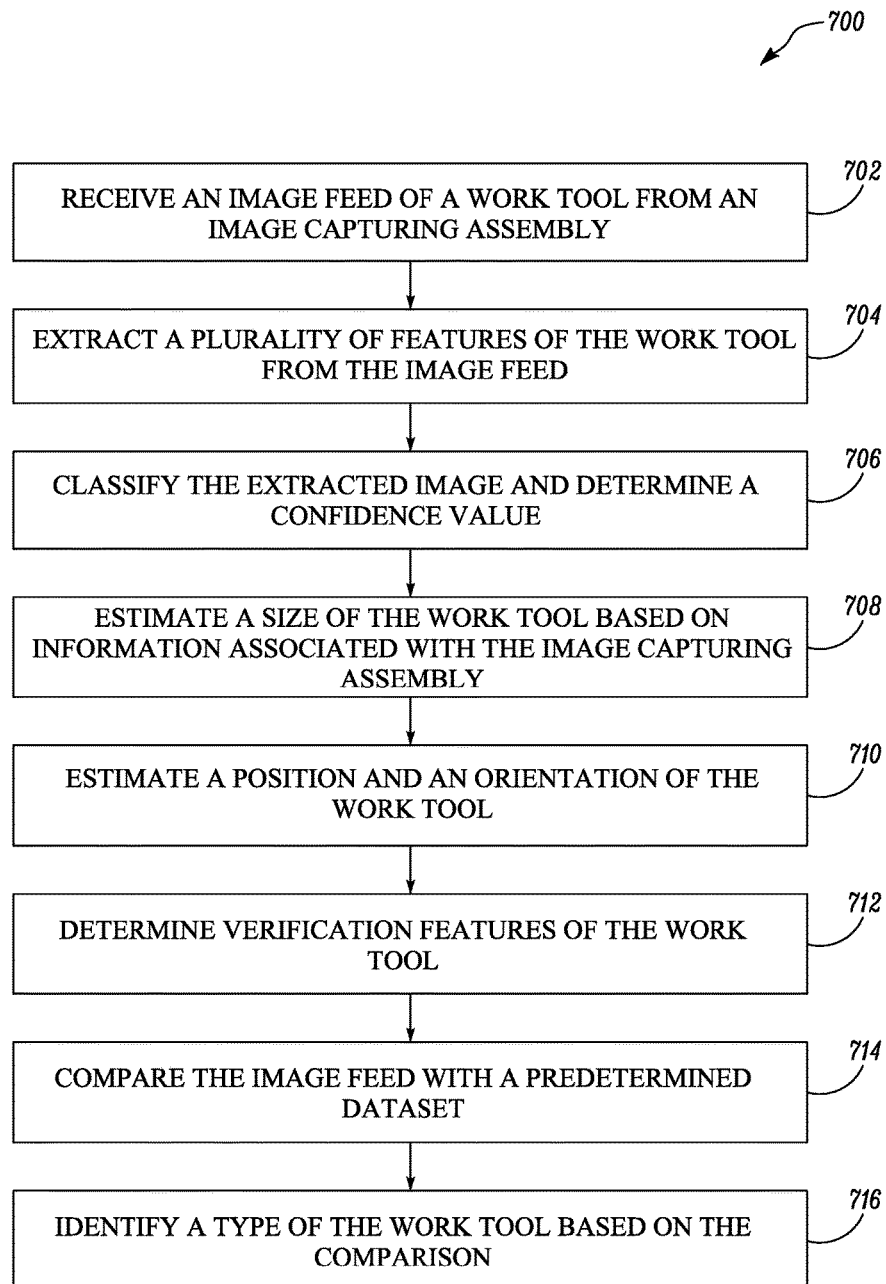 700
RECEIVE AN IMAGE FEED OF A WORK TOOL FROM AN
IMAGE CAPTURING ASSEMBLY
702
EXTRACT A PLURALITY OF FEATURES OF THE WORK TOOL
FROM THE IMAGE FEED
704
CLASSIFY THE EXTRACTED IMAGE AND DETERMINE A
CONFIDENCE VALUE
706
ESTIMATE A SIZE OF THE WORK TOOL BASED ON
INFORMATION ASSOCIATED WITH THE IMAGE CAPTURING
ASSEMBLY
708
ESTIMATE A POSITION AND AN ORIENTATION OF THE
WORK TOOL
710
DETERMINE VERIFICATION FEATURES OF THE WORK
TOOL
712
COMPARE THE IMAGE FEED WITH A PREDETERMINED
DATASET
714
IDENTIFY A TYPE OF THE WORK TOOL BASED ON THE
COMPARISON
716